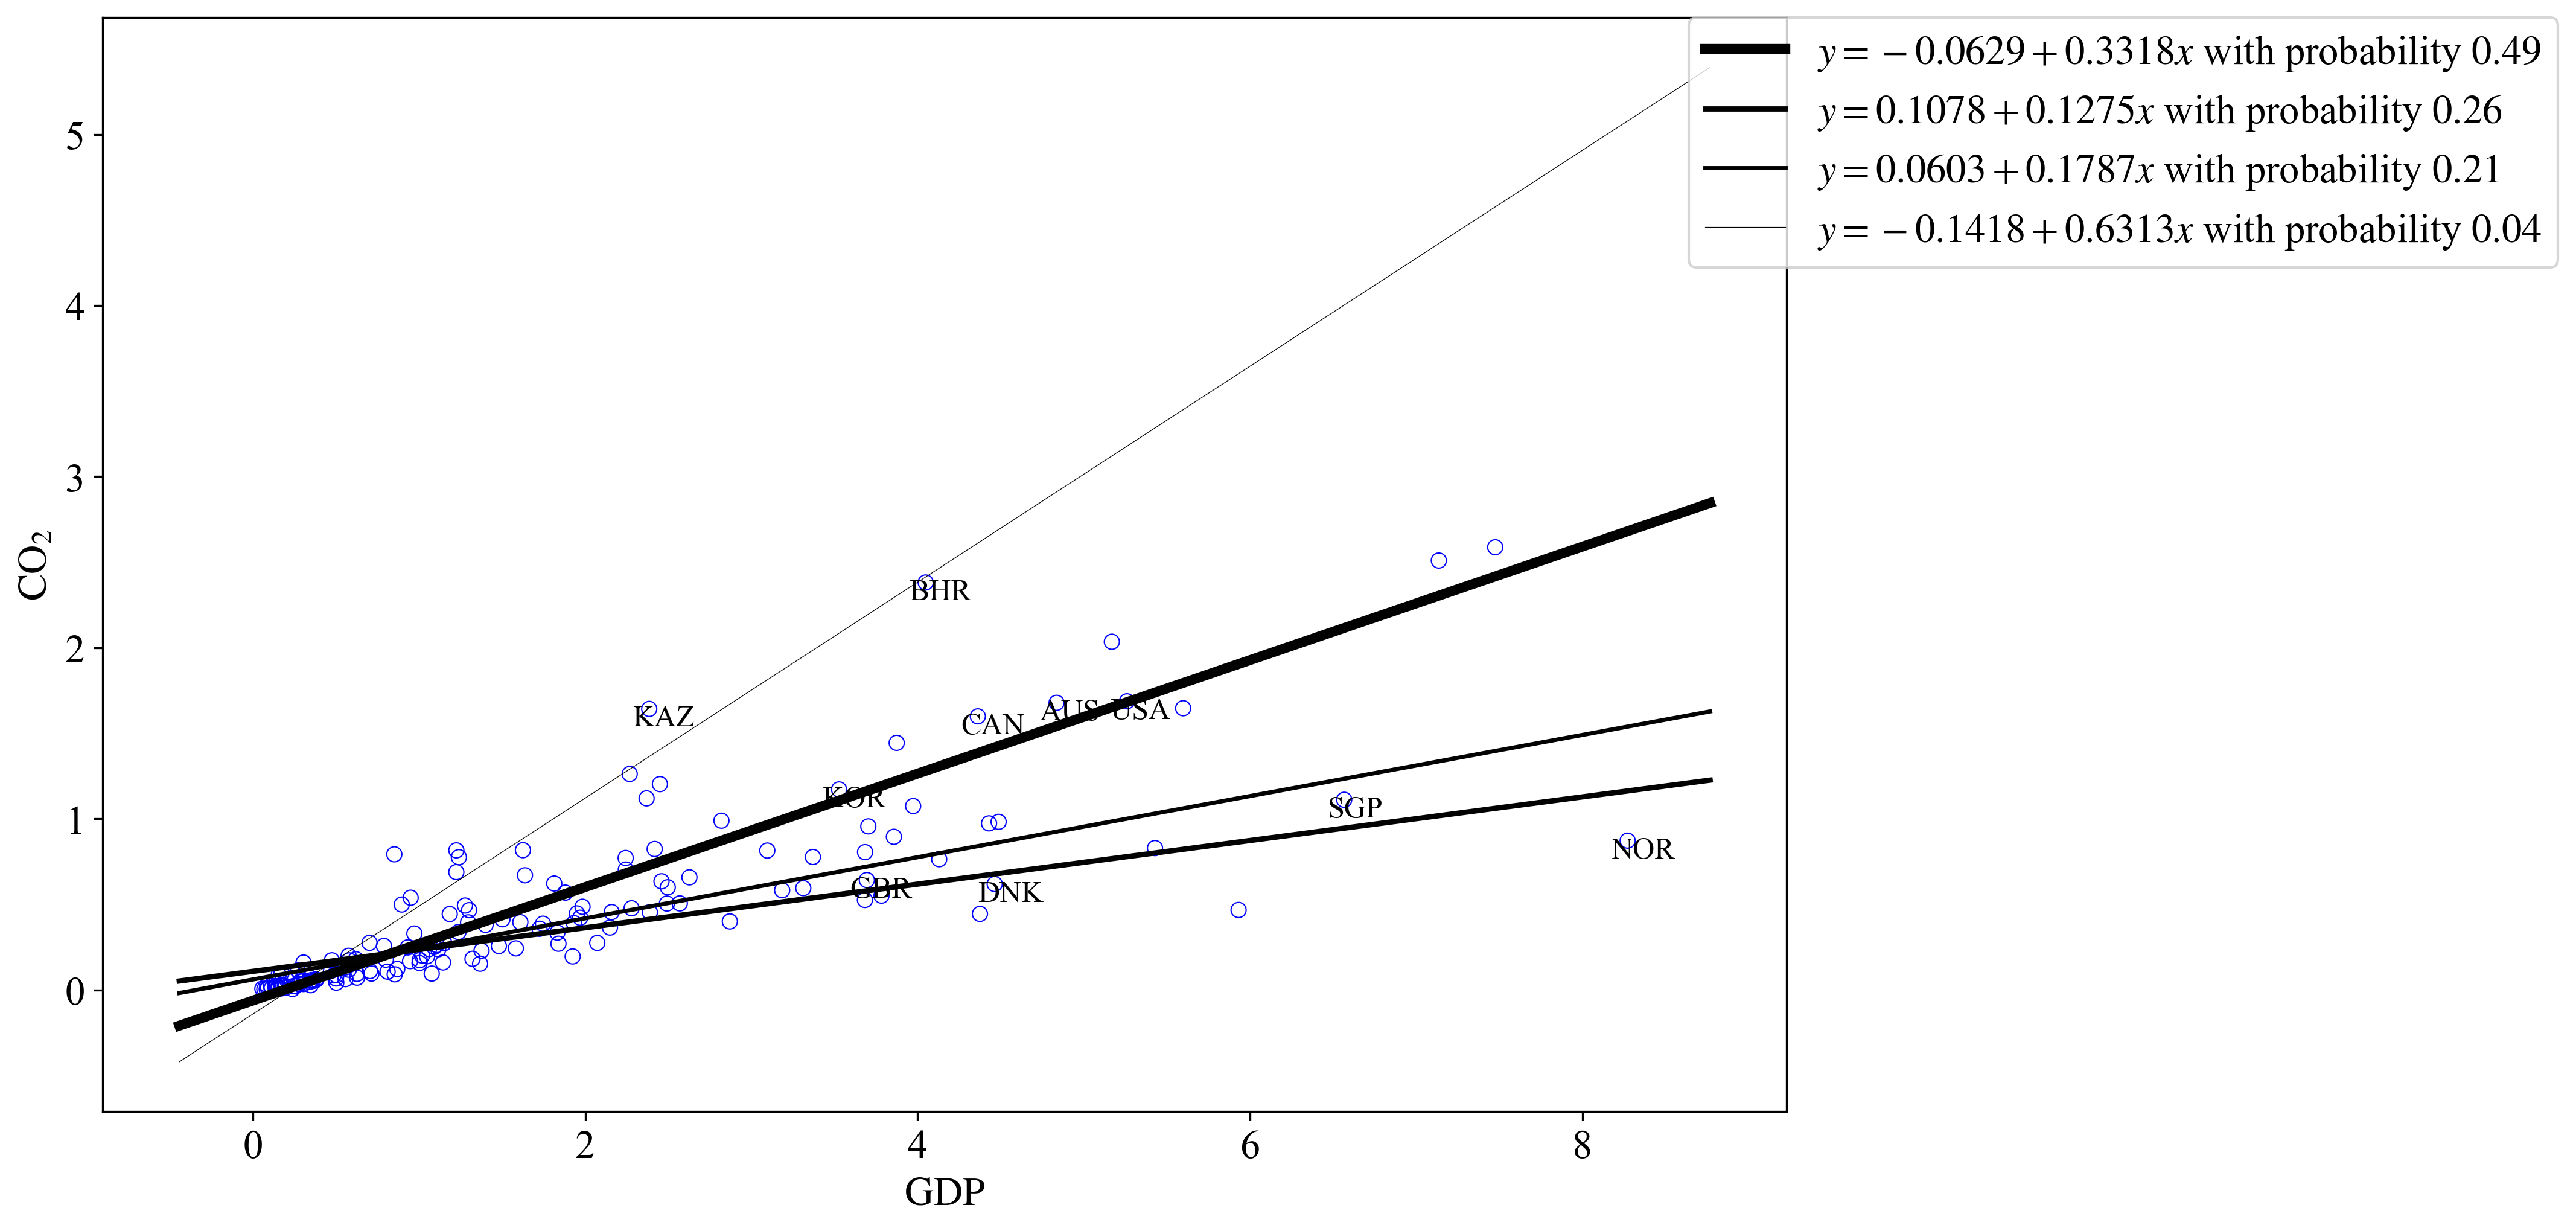 y = −0.0629 + 0.3318x with probability 0.49
y = 0.1078 + 0.1275x with probability 0.26
y = 0.0603 + 0.1787x with probability 0.21
y = −0.1418 + 0.6313x with probability 0.04
5
4
3
2
1
0
CO₂
BHR
KAZ
CAN
AUS
USA
KOR
SGP
NOR
GBR
DNK
0
2
4
6
8
GDP